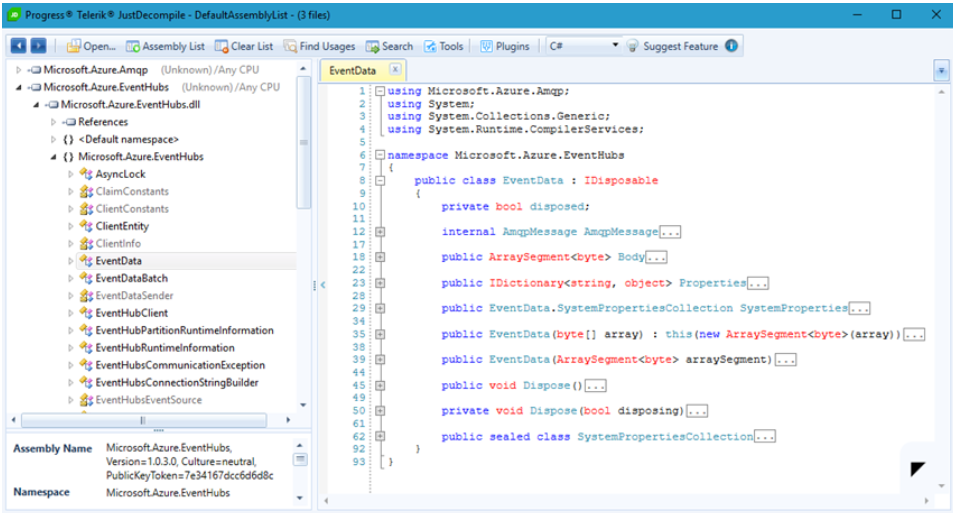 Progress® Telerik® JustDecompile - DefaultAssemblyList - (3 files)
Open... Assembly List Clear List Find Usages Search Tools Plugins C# Suggest Feature
Microsoft.Azure.Amqp (Unknown) /Any CPU
Microsoft.Azure.EventHubs (Unknown) /Any CPU
Microsoft.Azure.EventHubs.dll
References
{} <Default namespace>
{} Microsoft.Azure.EventHubs
AsyncLock
ClaimConstants
ClientConstants
ClientEntity
ClientInfo
EventData
EventDataBatch
EventDataSender
EventHubClient
EventHubPartitionRuntimeInformation
EventHubRuntimeInformation
EventHubsCommunicationException
EventHubsConnectionStringBuilder
EventHubsEventSource
Assembly Name Microsoft.Azure.EventHubs,
Version=1.0.3.0, Culture=neutral,
PublicKeyToken=7e34167dcc6d6d8c
Namespace Microsoft.Azure.EventHubs
EventData
1 using Microsoft.Azure.Amqp;
2 using System;
3 using System.Collections.Generic;
4 using System.Runtime.CompilerServices;
5
6 namespace Microsoft.Azure.EventHubs
7 {
8 public class EventData : IDisposable
9 {
10 private bool disposed;
11
12 internal AmqpMessage AmqpMessage...
17
18 public ArraySegment<byte> Body...
22
23 public IDictionary<string, object> Properties...
28
29 public EventData.SystemPropertiesCollection SystemProperties...
34
35 public EventData(byte[] array) : this(new ArraySegment<byte>(array))...
38
39 public EventData(ArraySegment<byte> arraySegment)...
44
45 public void Dispose()...
49
50 private void Dispose(bool disposing)...
61
62 public sealed class SystemPropertiesCollection...
92 }
93 }